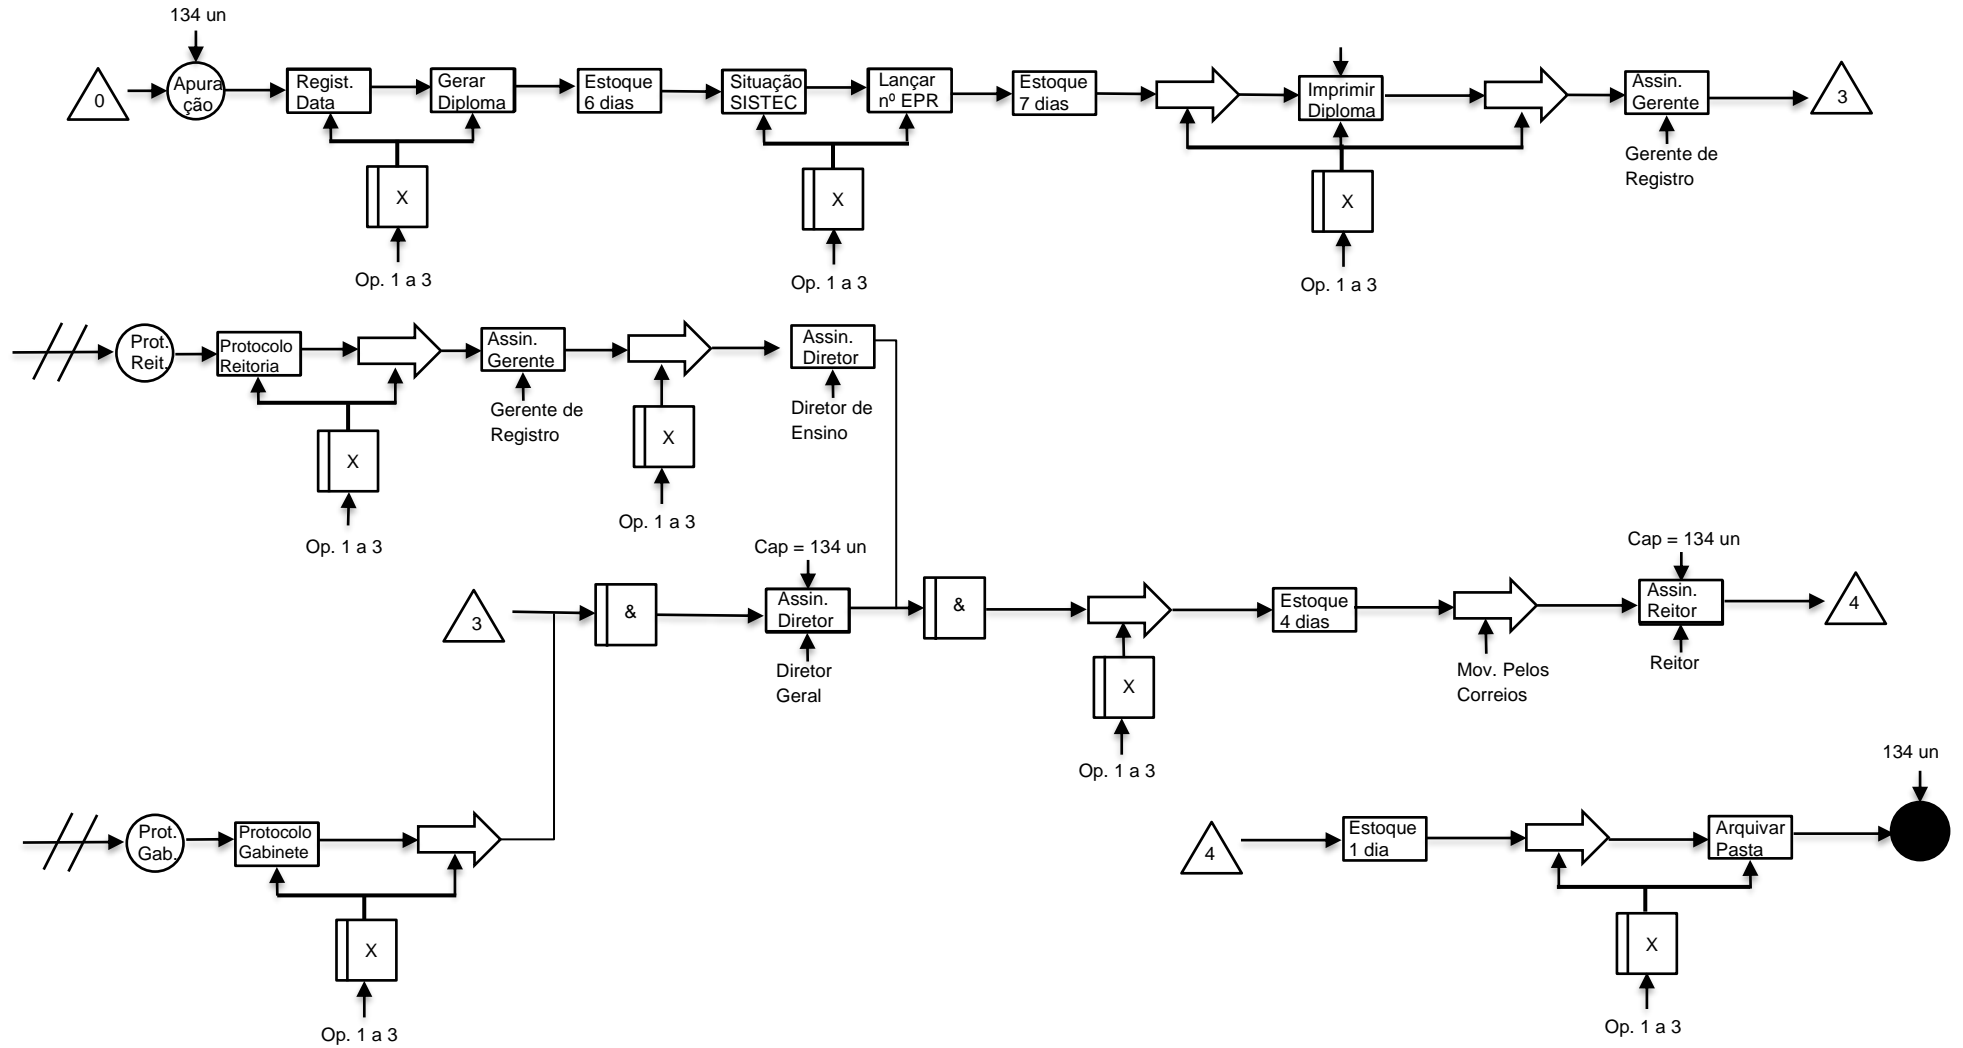 134 un
0
Apura
ção
Regist.
Data
Gerar
Diploma
Estoque
6 dias
Situação
SISTEC
Lançar
nº EPR
Estoque
7 dias
Imprimir
Diploma
Assin.
Gerente
3
X
Op. 1 a 3
X
Op. 1 a 3
X
Op. 1 a 3
Gerente de
Registro
Prot.
Reit.
Protocolo
Reitoria
Assin.
Gerente
Assin.
Diretor
X
Op. 1 a 3
Gerente de
Registro
X
Op. 1 a 3
Diretor de
Ensino
3
&
Cap = 134 un
Assin.
Diretor
Diretor
Geral
&
X
Op. 1 a 3
Estoque
4 dias
Mov. Pelos
Correios
Cap = 134 un
Assin.
Reitor
Reitor
4
Prot.
Gab.
Protocolo
Gabinete
X
Op. 1 a 3
4
Estoque
1 dia
Arquivar
Pasta
134 un
X
Op. 1 a 3